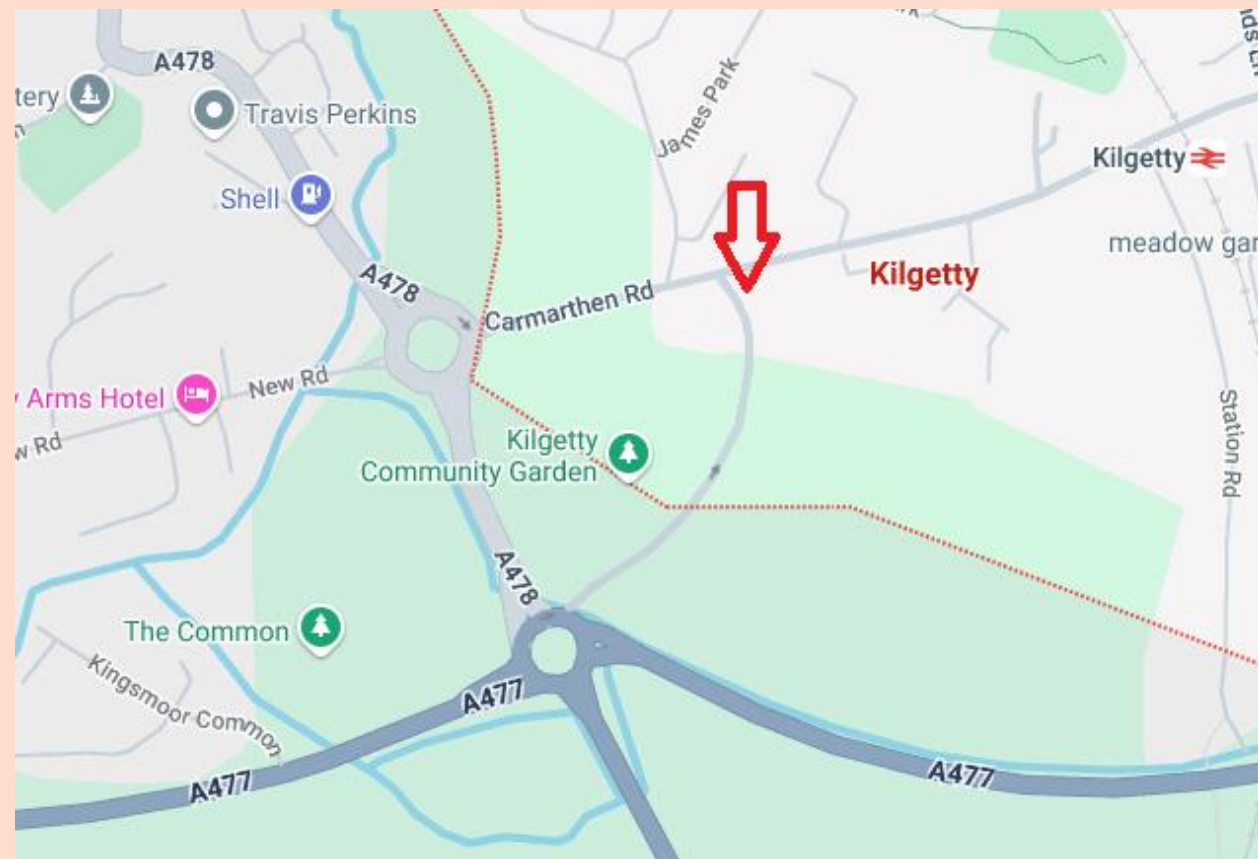 A478
tery
Travis Perkins
James Park
Shell
Kilgetty
A478
meadow gar
Kilgetty
Carmarthen Rd
New Rd
Arms Hotel
w Rd
Kilgetty
Community Garden
Station Rd
A478
The Common
Kingsmoor Common
A477
A477
A477